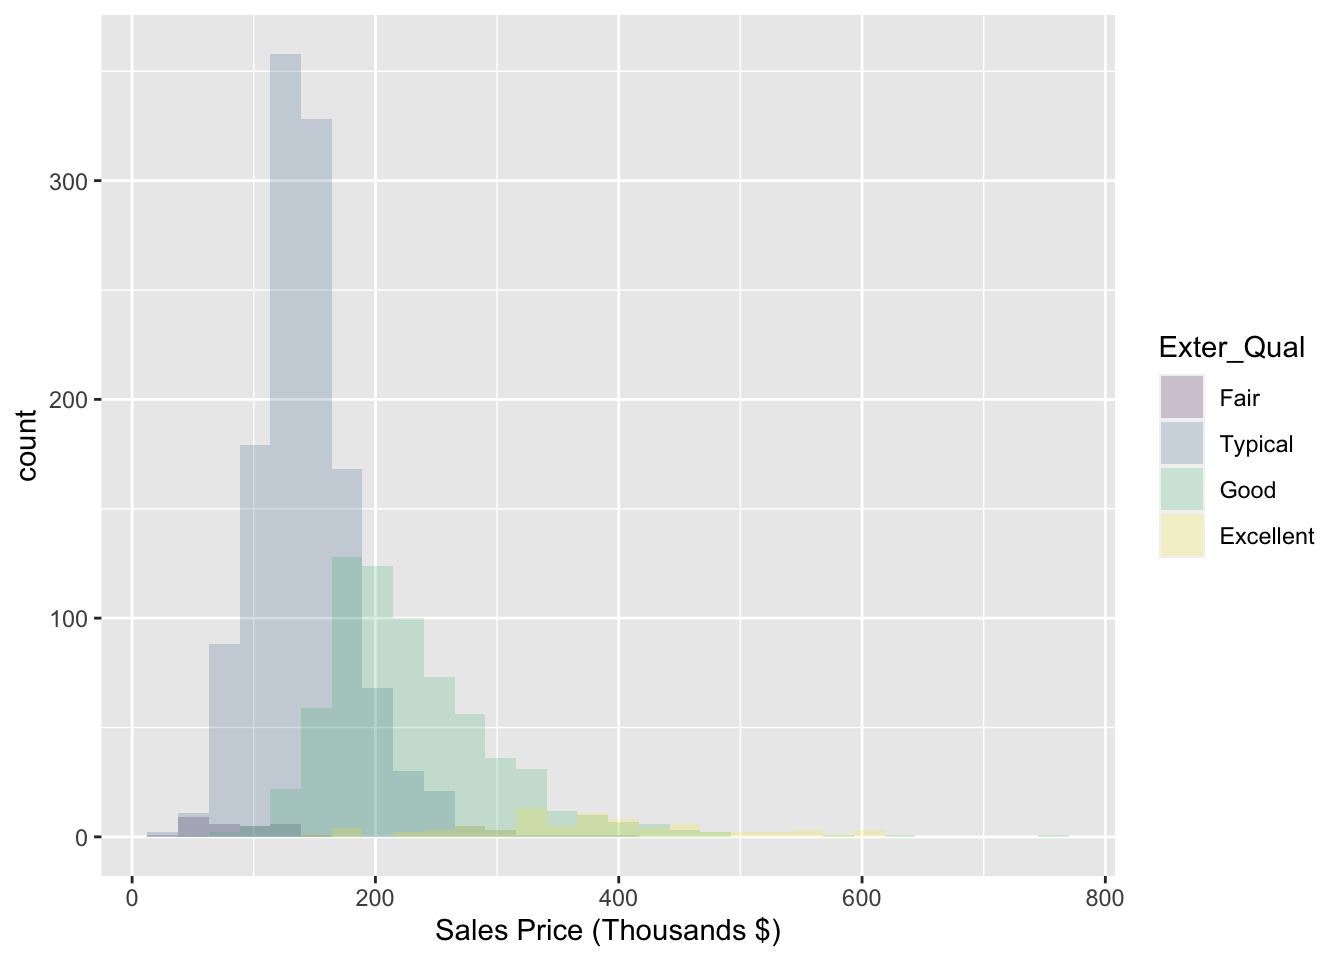 300
200
100
0
count
0 200 400 600 800
Sales Price (Thousands $)
Exter_Qual
Fair
Typical
Good
Excellent